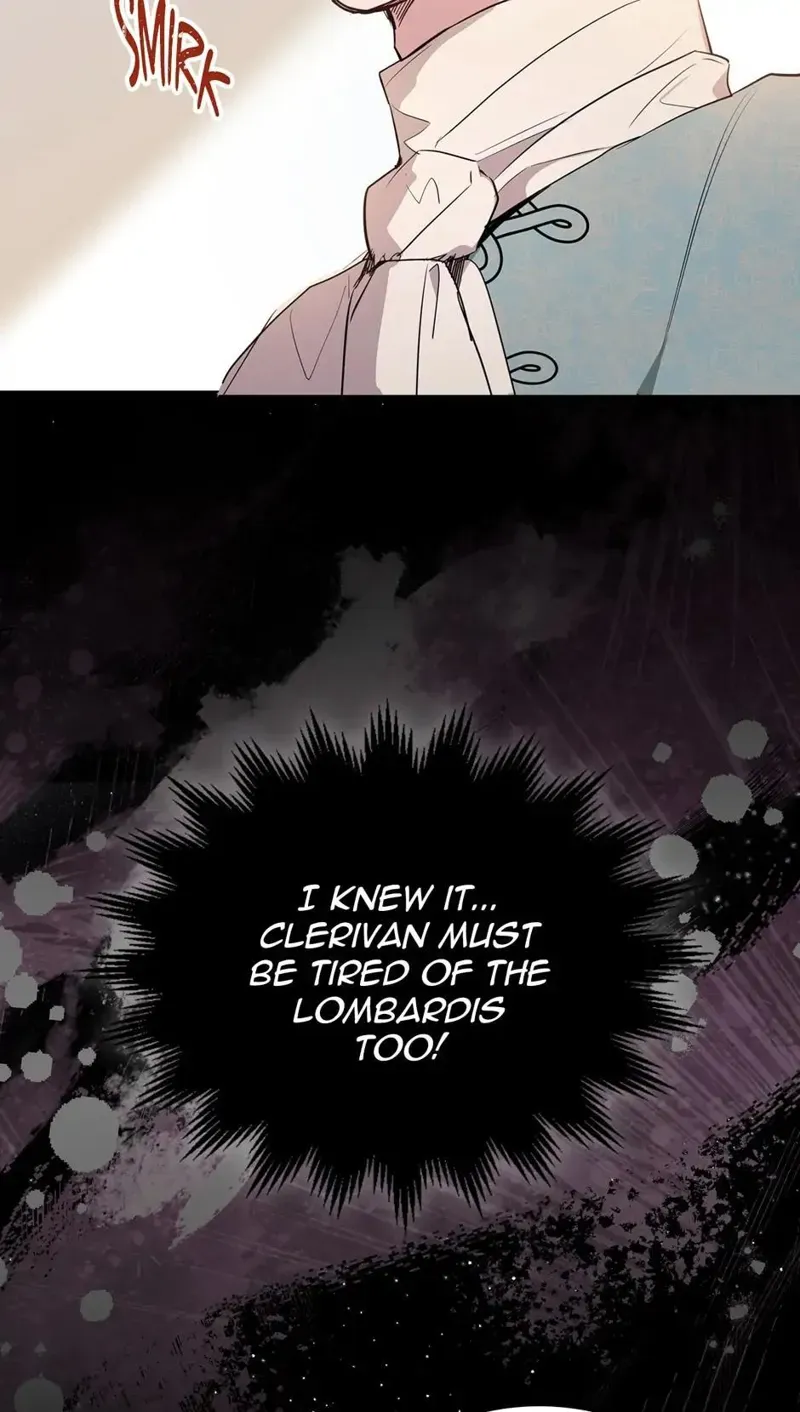 SMIRK
I KNEW IT...
CLERIVAN MUST
BE TIRED OF THE
LOMBARDIS
TOO!